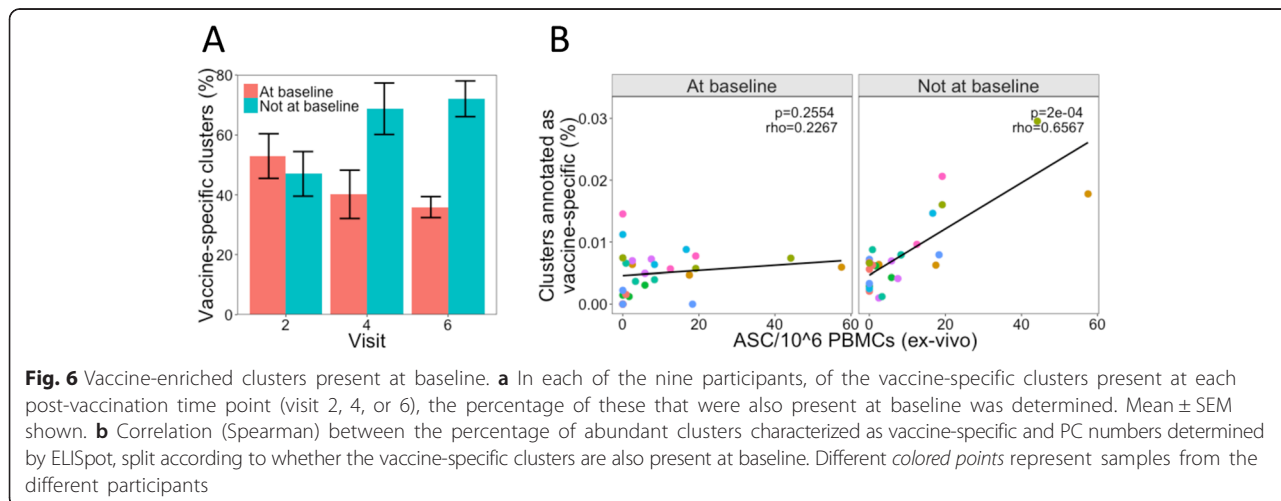 A
Vaccine-specific clusters (%)
80
60
40
20
0
At baseline
Not at baseline
2 4 6
Visit
B
At baseline Not at baseline
p=0.2554
rho=0.2267
p=2e-04
rho=0.6567
Clusters annotated as
vaccine-specific (%)
0.03
0.02
0.01
0.00
0 20 40 60 0 20 40 60
ASC/10^6 PBMCs (ex-vivo)
Fig. 6 Vaccine-enriched clusters present at baseline. a In each of the nine participants, of the vaccine-specific clusters present at each
post-vaccination time point (visit 2, 4, or 6), the percentage of these that were also present at baseline was determined. Mean ± SEM
shown. b Correlation (Spearman) between the percentage of abundant clusters characterized as vaccine-specific and PC numbers determined
by ELISpot, split according to whether the vaccine-specific clusters are also present at baseline. Different colored points represent samples from the
different participants